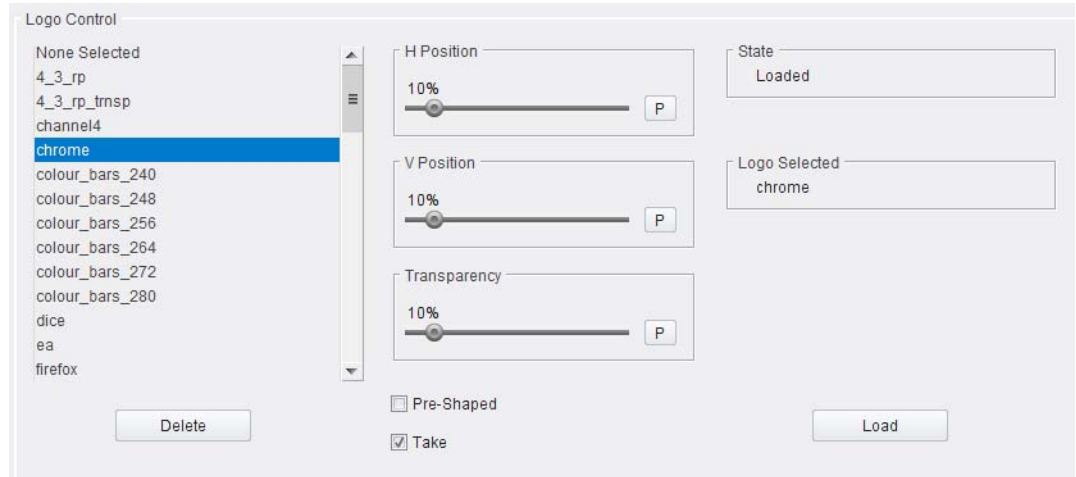 Logo Control
None Selected
4_3_rp
4_3_rp_trnsp
channel4
chrome
colour_bars_240
colour_bars_248
colour_bars_256
colour_bars_264
colour_bars_272
colour_bars_280
dice
ea
firefox
Delete
H Position
10%
P
V Position
10%
P
Transparency
10%
P
Pre-Shaped
Take
State
Loaded
Logo Selected
chrome
Load